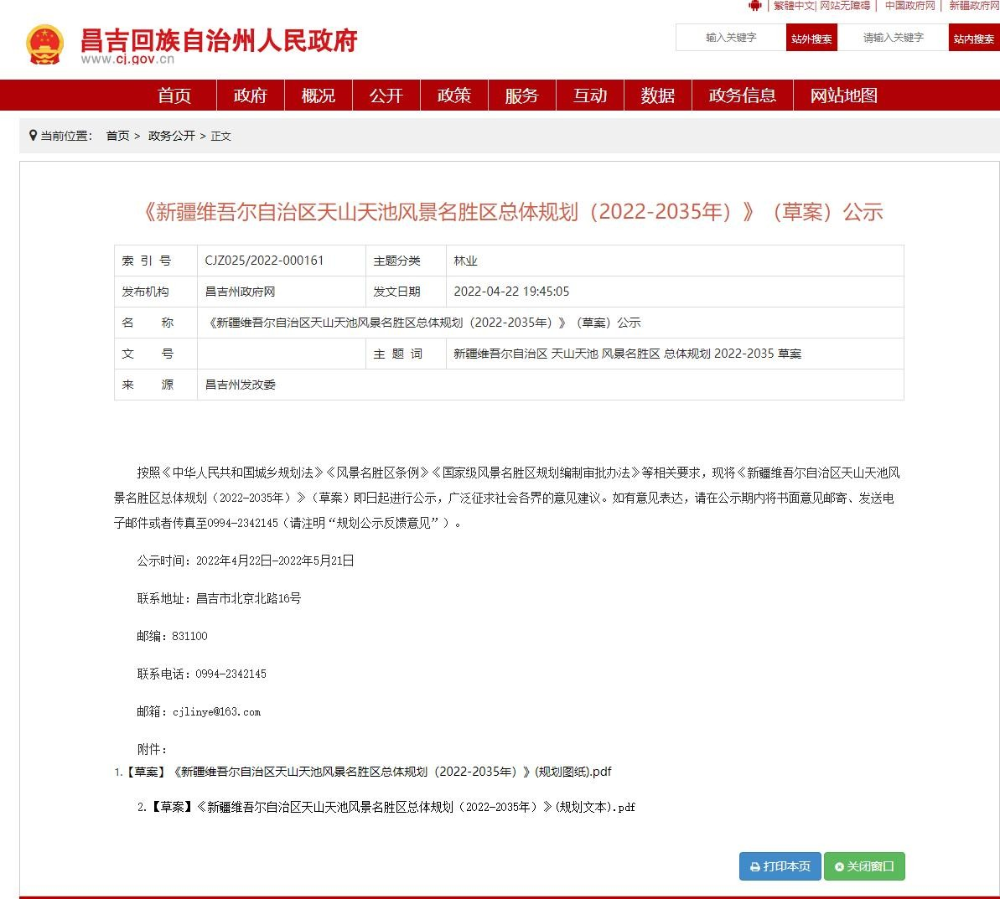 繁體中文| 网站无障碍 | 中国政府网 | 新疆政府网
昌吉回族自治州人民政府
www.cj.gov.cn
输入关键字 站外搜索 请输入关键字 站内搜索
首页 政府 概况 公开 政策 服务 互动 数据 政务信息 网站地图
当前位置： 首页 > 政务公开 > 正文
《新疆维吾尔自治区天山天池风景名胜区总体规划（2022-2035年）》（草案）公示
索 引 号 CJZ025/2022-000161 主题分类 林业
发布机构 昌吉州政府网 发文日期 2022-04-22 19:45:05
名 称 《新疆维吾尔自治区天山天池风景名胜区总体规划（2022-2035年）》（草案）公示
文 号 主 题 词 新疆维吾尔自治区 天山天池 风景名胜区 总体规划 2022-2035 草案
来 源 昌吉州发改委
按照《中华人民共和国城乡规划法》《风景名胜区条例》《国家级风景名胜区规划编制审批办法》等相关要求，现将《新疆维吾尔自治区天山天池风
景名胜区总体规划（2022-2035年）》（草案）即日起进行公示，广泛征求社会各界的意见建议。如有意见表达，请在公示期内将书面意见邮寄、发送电
子邮件或者传真至0994-2342145（请注明“规划公示反馈意见”）。
公示时间：2022年4月22日-2022年5月21日
联系地址：昌吉市北京北路16号
邮编：831100
联系电话：0994-2342145
邮箱：cjlinye@163.com
附件：
1.【草案】《新疆维吾尔自治区天山天池风景名胜区总体规划（2022-2035年）》(规划图纸).pdf
2.【草案】《新疆维吾尔自治区天山天池风景名胜区总体规划（2022-2035年）》(规划文本).pdf
打印本页 关闭窗口